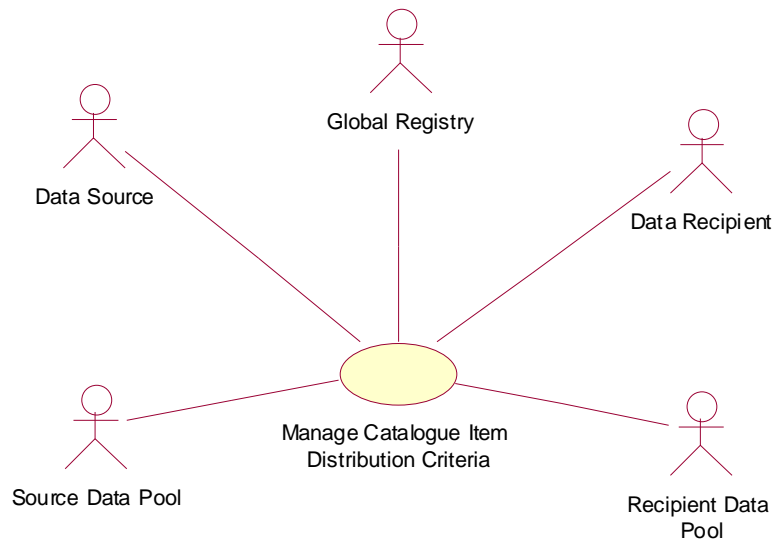 Global Registry
Data Source
Data Recipient
Manage Catalogue Item
Distribution Criteria
Source Data Pool
Recipient Data
Pool